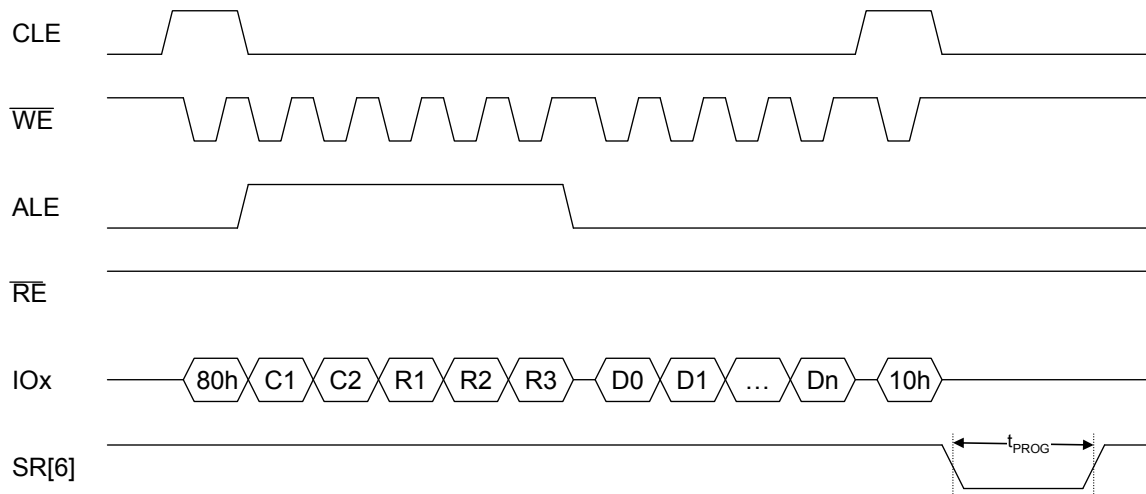 CLE
WE
ALE
RE
IOx 80h C1 C2 R1 R2 R3 D0 D1 ... Dn 10h
SR[6] tPROG